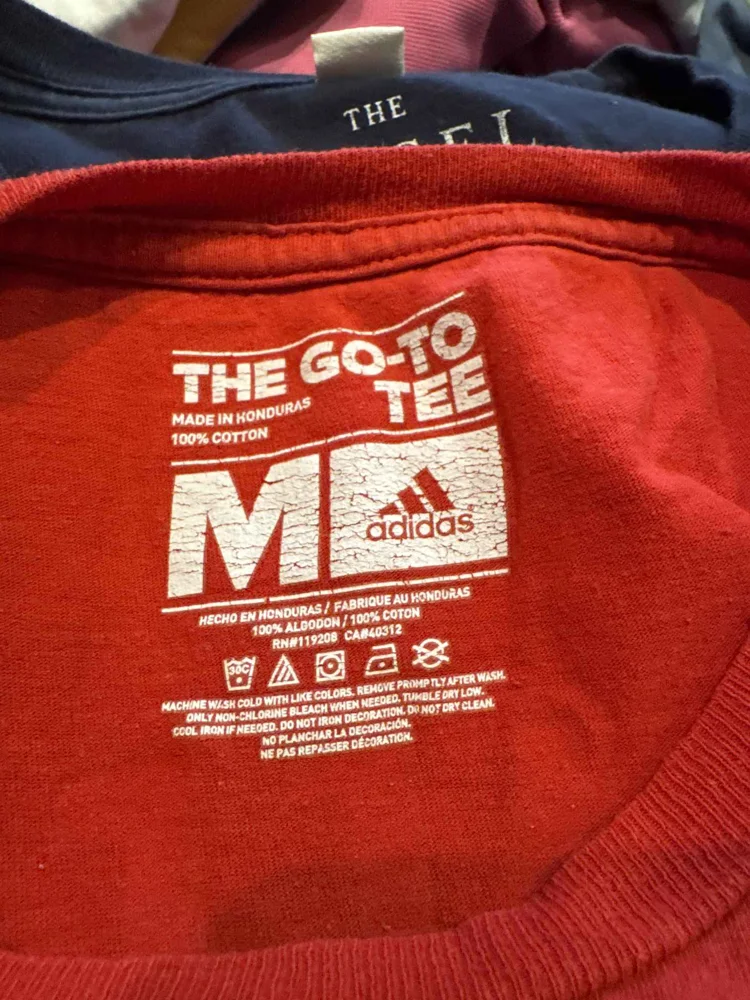 THE
THE GO-TO
TEE
MADE IN HONDURAS
100% COTTON
M
adidas
HECHO EN HONDURAS / FABRIQUE AU HONDURAS
100% ALGODON / 100% COTON
RN#119208 CA#40312
30C
MACHINE WASH COLD WITH LIKE COLORS. REMOVE PROMPTLY AFTER WASH.
ONLY NON-CHLORINE BLEACH WHEN NEEDED. TUMBLE DRY LOW.
COOL IRON IF NEEDED. DO NOT IRON DECORATION. DO NOT DRY CLEAN.
NO PLANCHAR LA DECORACIÓN.
NE PAS REPASSER DÉCORATION.